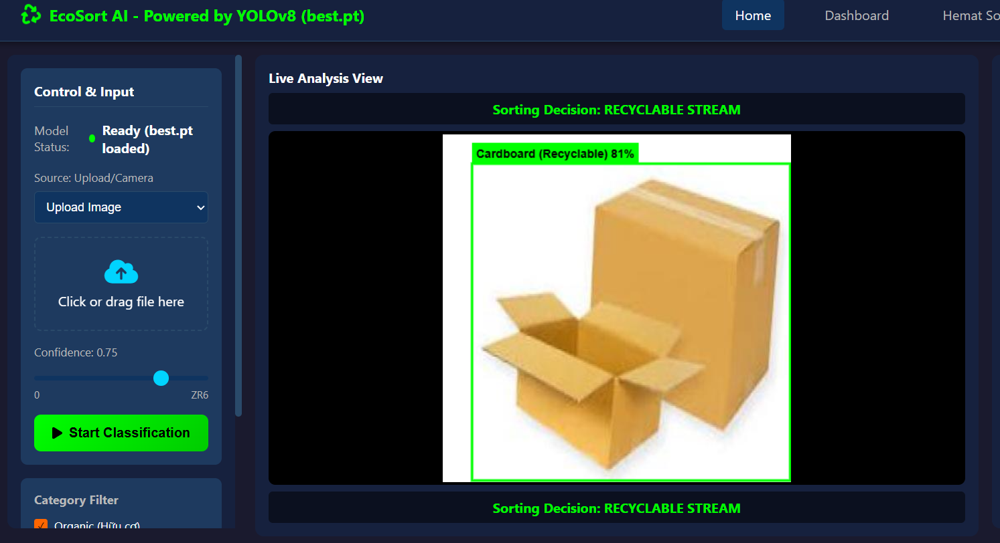 EcoSort AI - Powered by YOLOv8 (best.pt)
Home
Dashboard
Hemat So
Control & Input
Model
Status:
Ready (best.pt
loaded)
Source: Upload/Camera
Upload Image
Click or drag file here
Confidence: 0.75
0
ZR6
Start Classification
Category Filter
Organic (Hữu cơ)
Live Analysis View
Sorting Decision: RECYCLABLE STREAM
Cardboard (Recyclable) 81%
Sorting Decision: RECYCLABLE STREAM